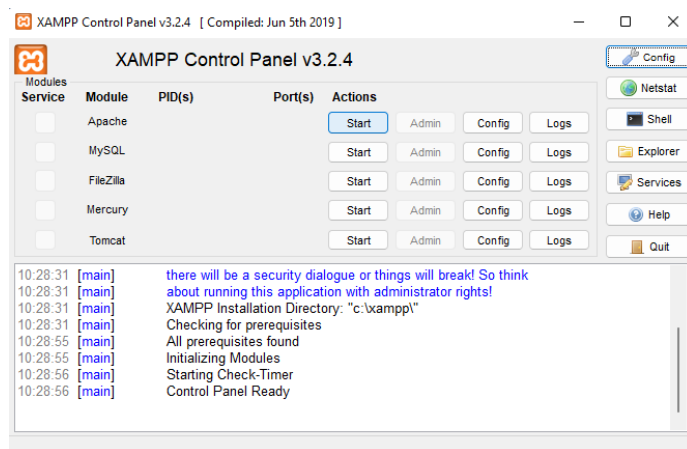 XAMPP Control Panel v3.2.4 [ Compiled: Jun 5th 2019 ]
XAMPP Control Panel v3.2.4
Config
Modules
Netstat
Service Module PID(s) Port(s) Actions
Apache Start Admin Config Logs
Shell
MySQL Start Admin Config Logs
Explorer
FileZilla Start Admin Config Logs
Services
Mercury Start Admin Config Logs
Help
Tomcat Start Admin Config Logs
Quit
10:28:31 [main] there will be a security dialogue or things will break! So think
10:28:31 [main] about running this application with administrator rights!
10:28:31 [main] XAMPP Installation Directory: "c:\xampp\"
10:28:31 [main] Checking for prerequisites
10:28:55 [main] All prerequisites found
10:28:55 [main] Initializing Modules
10:28:56 [main] Starting Check-Timer
10:28:56 [main] Control Panel Ready